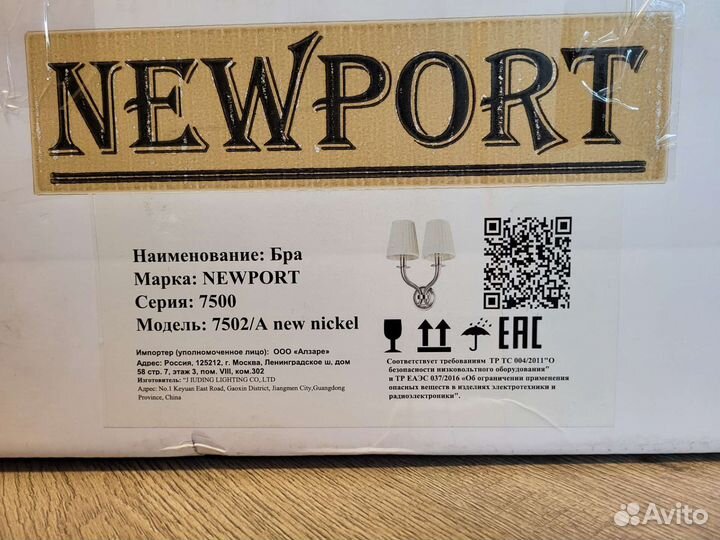 NEWPORT
Наименование: Бра
Марка: NEWPORT
Серия: 7500
Модель: 7502/A new nickel
Импортер (уполномоченное лицо): ООО «Алзаре»
Адрес: Россия, 125212, г. Москва, Ленинградское ш, дом
58 стр. 7, этаж 3, пом. VIII, ком.302
Изготовитель: "J IUDING LIGHTING CO.,LTD
Адрес: No.1 Keyuan East Road, Gaoxin District, Jiangmen City,Guangdong
Province, China
EAC
Соответствует требованиям ТР ТС 004/2011"О
безопасности низковольтного оборудования"
и ТР ЕАЭС 037/2016 «Об ограничении применения
опасных веществ в изделиях электротехники и
радиоэлектроники".
Avito